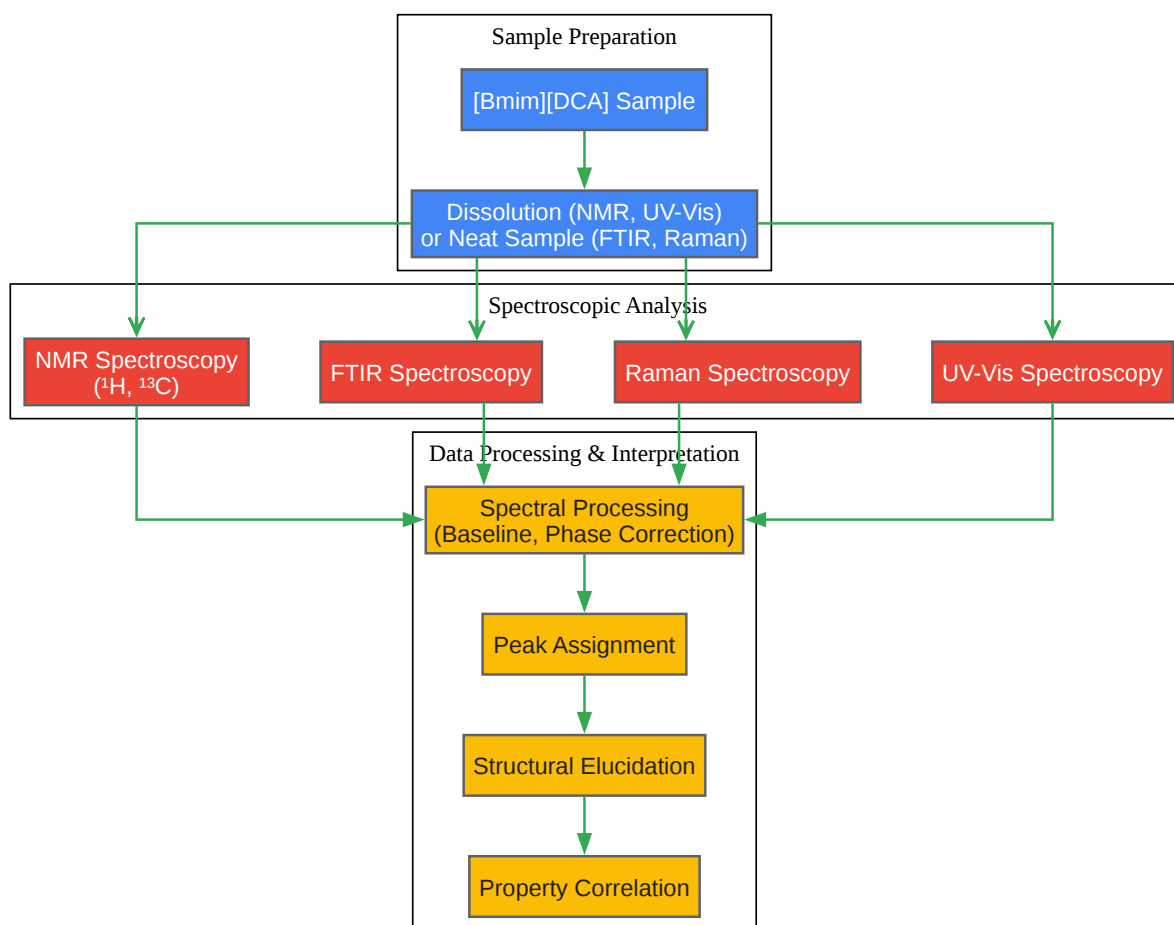 Sample Preparation
[Bmim][DCA] Sample
Dissolution (NMR, UV-Vis)
or Neat Sample (FTIR, Raman)
Spectroscopic Analysis
NMR Spectroscopy
(¹H, ¹³C)
FTIR Spectroscopy
Raman Spectroscopy
UV-Vis Spectroscopy
Data Processing & Interpretation
Spectral Processing
(Baseline, Phase Correction)
Peak Assignment
Structural Elucidation
Property Correlation